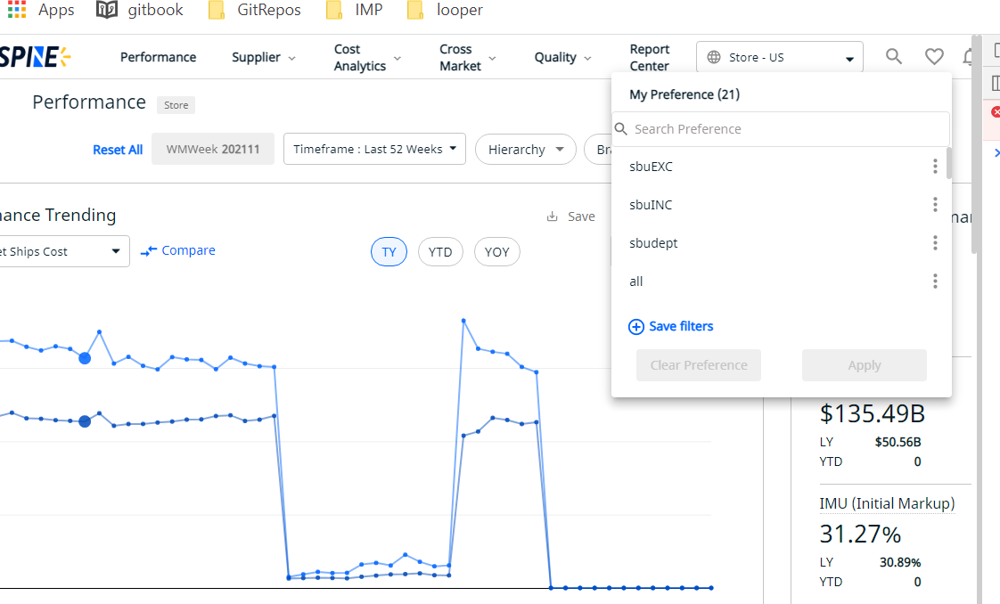 Apps gitbook GitRepos IMP looper
SPINE Performance Supplier Cost Analytics Cross Market Quality Report Center Store - US
Performance Store
My Preference (21)
Search Preference
Reset All WMWeek 202111 Timeframe : Last 52 Weeks Hierarchy
sbuEXC
sbuINC
sbudept
all
Save filters
Clear Preference Apply
Trending
Save
Ships Cost Compare TY YTD YOY
$135.49B
LY $50.56B
YTD 0
IMU (Initial Markup)
31.27%
LY 30.89%
YTD 0